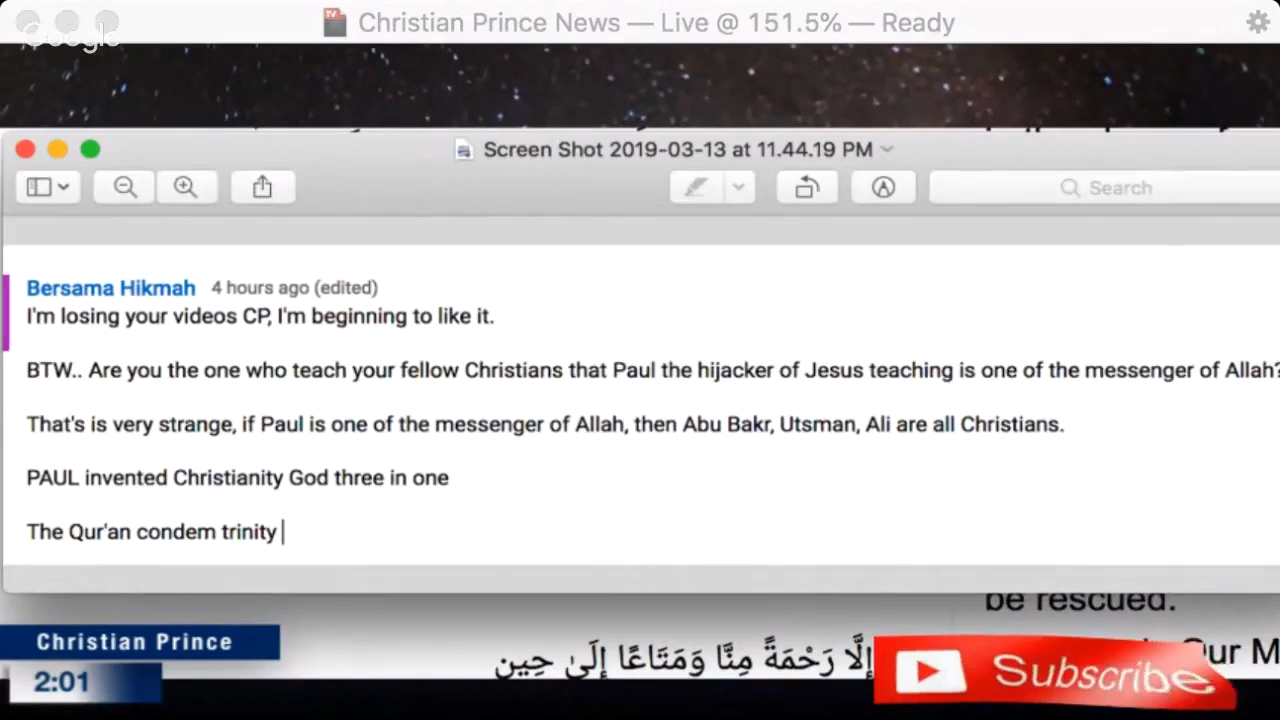 Google
TV
Christian Prince News — Live @ 151.5% — Ready
Screen Shot 2019-03-13 at 11.44.19 PM
Search
Bersama Hikmah 4 hours ago (edited)
I'm losing your videos CP, I'm beginning to like it.
BTW.. Are you the one who teach your fellow Christians that Paul the hijacker of Jesus teaching is one of the messenger of Allah?
That's is very strange, if Paul is one of the messenger of Allah, then Abu Bakr, Utsman, Ali are all Christians.
PAUL invented Christianity God three in one
The Qur'an condem trinity
be rescued.
Our M
إِلَّا رَحْمَةً مِنَّا وَمَتَاعًا إِلَىٰ حِينٍ
Christian Prince
2:01
Subscribe